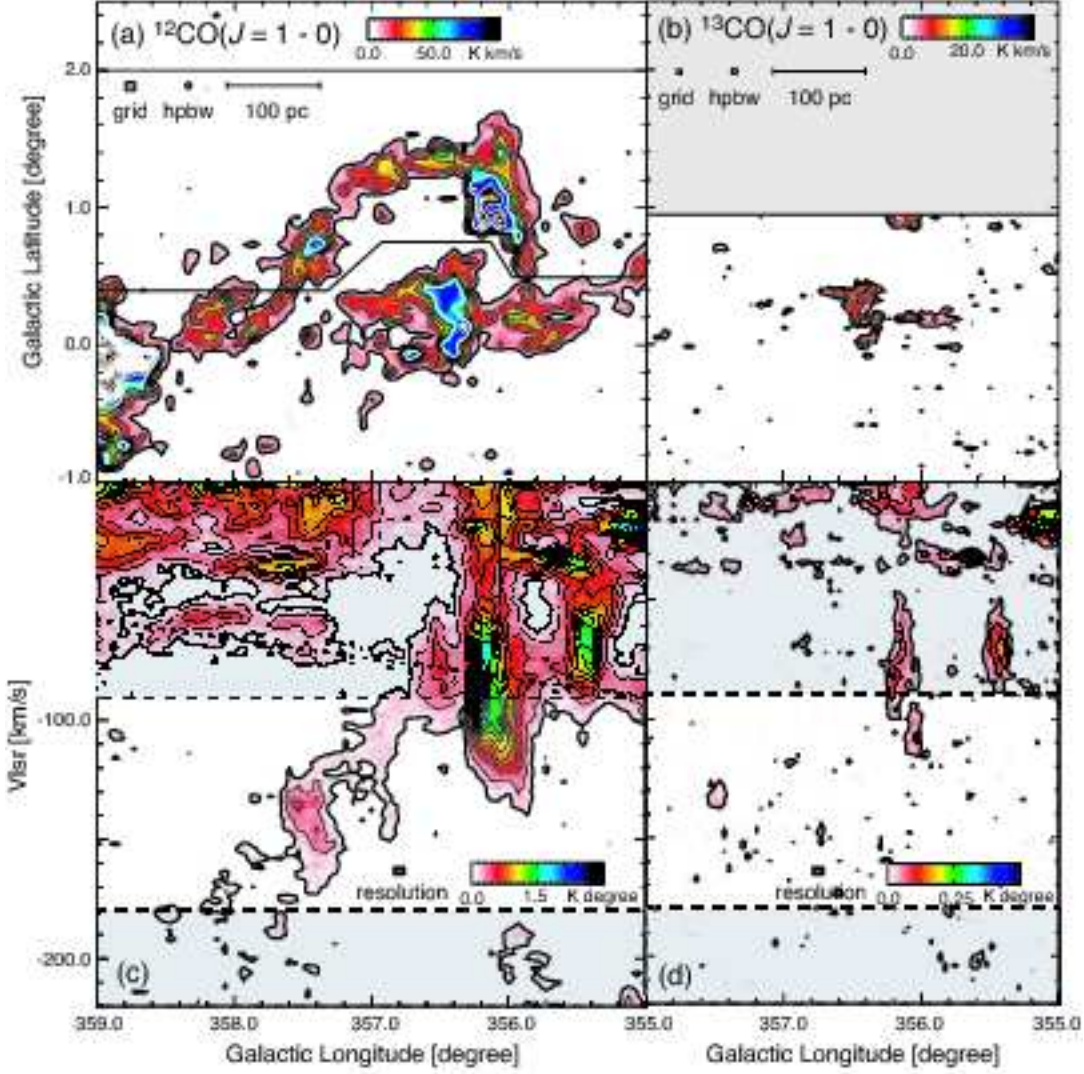 (a) ¹²CO(J = 1 - 0)
0.0 50.0 K km/s
(b) ¹³CO(J = 1 - 0)
0.0 20.0 K km/s
grid hpbw 100 pc
grid hpbw 100 pc
2.0
1.0
0.0
-1.0
Galactic Latitude [degree]
Vlsr [km/s]
-100.0
-200.0
resolution
0.0 1.5 K degree
resolution
0.0 0.25 K degree
(c)
(d)
359.0 358.0 357.0 356.0 355.0
357.0 356.0 355.0
Galactic Longitude [degree]
Galactic Longitude [degree]